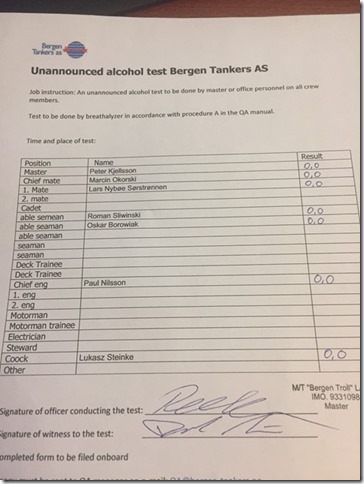 Bergen
Tankers as
Unannounced alcohol test Bergen Tankers AS
Job instruction: An unannounced alcohol test to be done by master or office personnel on all crew
members.
Test to be done by breathalyzer in accordance with procedure A in the QA manual.
Time and place of test:
Position Name Result
Master Peter Kjellsson 0,0
Chief mate Marcin Okorski 0,0
1. Mate Lars Nybøe Sørstrønnen 0,0
2. mate
Cadet
able semean Roman Sliwinski 0,0
able seaman Oskar Borowiak 0,0
able seaman
seaman
seaman
Deck Trainee
Deck Trainee
Chief eng Paul Nilsson 0,0
1. eng
2. eng
Motorman
Motorman trainee
Electrician
Steward
Coock Lukasz Steinke 0,0
Other
M/T "Bergen Troll" L
IMO. 9331098
Master
Signature of officer conducting the test:
Signature of witness to the test:
ompleted form to be filed onboard